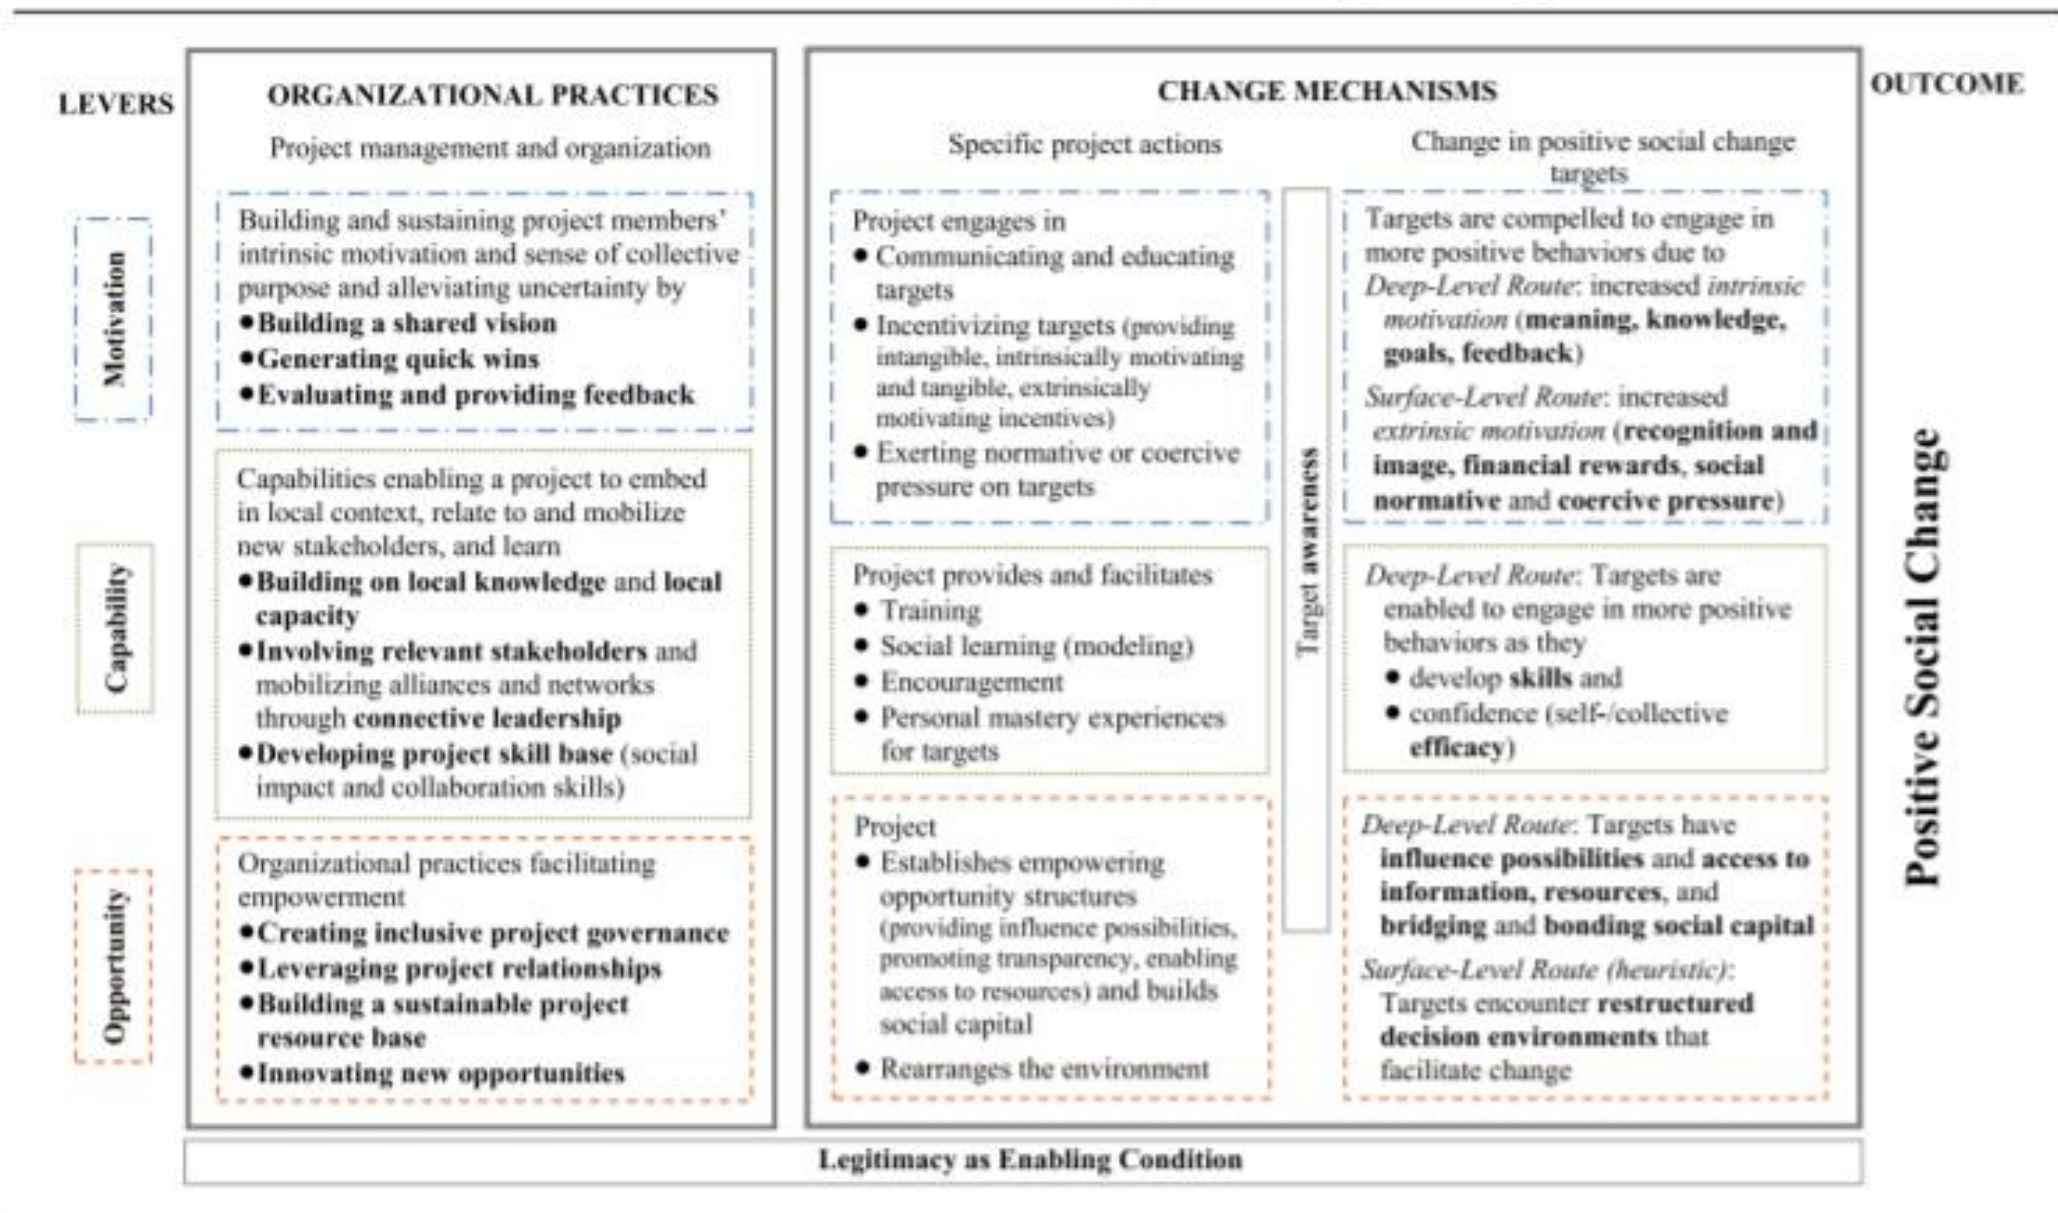 LEVERS
ORGANIZATIONAL PRACTICES
Project management and organization
Motivation
Building and sustaining project members'
intrinsic motivation and sense of collective
purpose and alleviating uncertainty by
●Building a shared vision
●Generating quick wins
●Evaluating and providing feedback
Capability
Capabilities enabling a project to embed
in local context, relate to and mobilize
new stakeholders, and learn
●Building on local knowledge and local
capacity
●Involving relevant stakeholders and
mobilizing alliances and networks
through connective leadership
●Developing project skill base (social
impact and collaboration skills)
Opportunity
Organizational practices facilitating
empowerment
●Creating inclusive project governance
●Leveraging project relationships
●Building a sustainable project
resource base
●Innovating new opportunities
CHANGE MECHANISMS
Specific project actions
Project engages in
● Communicating and educating
targets
● Incentivizing targets (providing
intangible, intrinsically motivating
and tangible, extrinsically
motivating incentives)
● Exerting normative or coercive
pressure on targets
Project provides and facilitates
● Training
● Social learning (modeling)
● Encouragement
● Personal mastery experiences
for targets
Project
● Establishes empowering
opportunity structures
(providing influence possibilities,
promoting transparency, enabling
access to resources) and builds
social capital
● Rearranges the environment
Target awareness
Change in positive social change
targets
Targets are compelled to engage in
more positive behaviors due to
Deep-Level Route: increased intrinsic
motivation (meaning, knowledge,
goals, feedback)
Surface-Level Route: increased
extrinsic motivation (recognition and
image, financial rewards, social
normative and coercive pressure)
Deep-Level Route: Targets are
enabled to engage in more positive
behaviors as they
● develop skills and
● confidence (self-/collective
efficacy)
Deep-Level Route: Targets have
influence possibilities and access to
information, resources, and
bridging and bonding social capital
Surface-Level Route (heuristic):
Targets encounter restructured
decision environments that
facilitate change
OUTCOME
Positive Social Change
Legitimacy as Enabling Condition